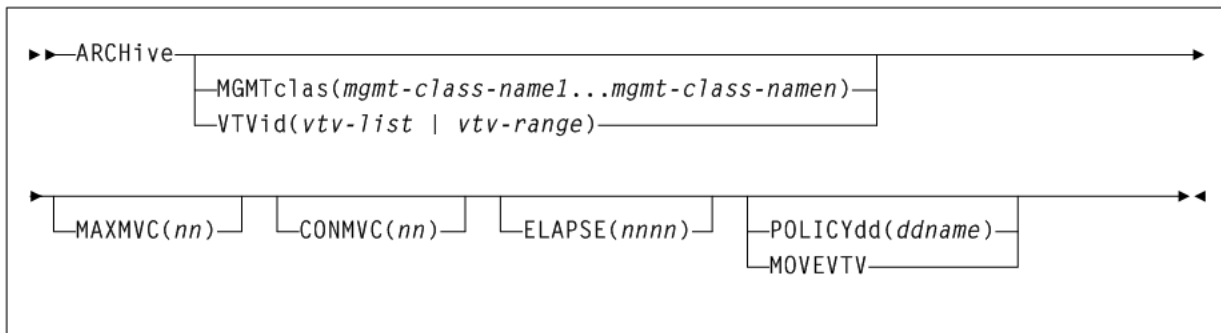 ARCHive
MGMTclas(mgmt-class-name1...mgmt-class-namen)
VTVid(vtv-list | vtv-range)
MAXMVC(nn) CONMVC(nn) ELAPSE(nnnn) POLICYdd(ddname)
MOVEVTV